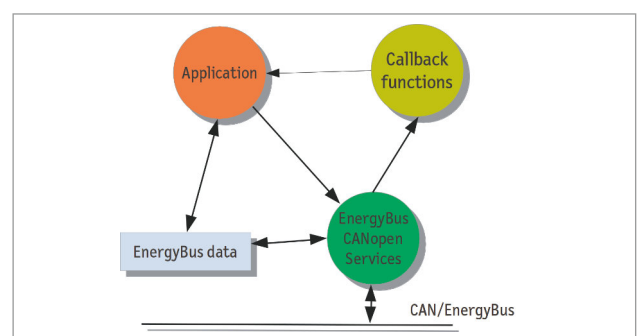 Application
Callback
functions
EnergyBus data
EnergyBus
CANopen
Services
CAN/EnergyBus